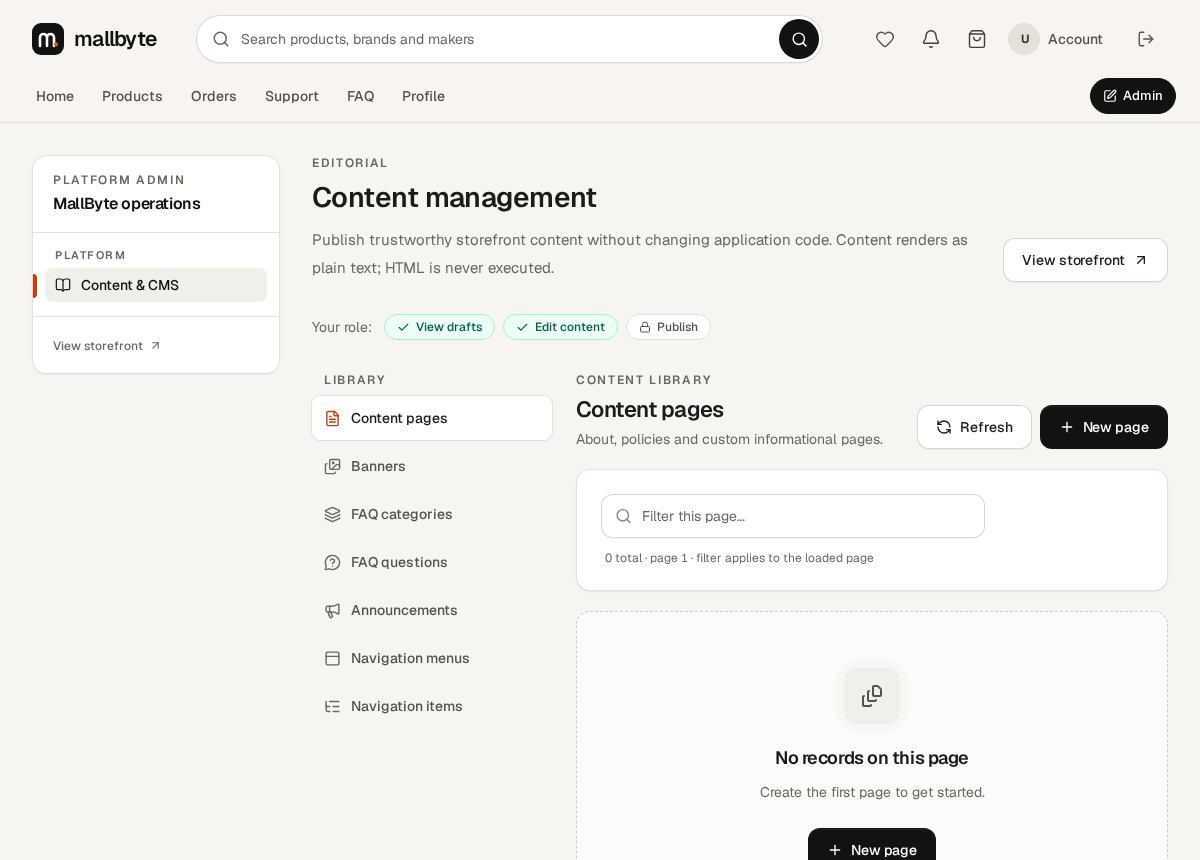 m. mallbyte
Search products, brands and makers
U Account
Home Products Orders Support FAQ Profile
Admin
PLATFORM ADMIN
MallByte operations
PLATFORM
Content & CMS
View storefront
EDITORIAL
Content management
Publish trustworthy storefront content without changing application code. Content renders as
plain text; HTML is never executed.
View storefront
Your role: View drafts Edit content Publish
LIBRARY
Content pages
Banners
FAQ categories
FAQ questions
Announcements
Navigation menus
Navigation items
CONTENT LIBRARY
Content pages
About, policies and custom informational pages.
Refresh
New page
Filter this page…
0 total · page 1 · filter applies to the loaded page
No records on this page
Create the first page to get started.
New page